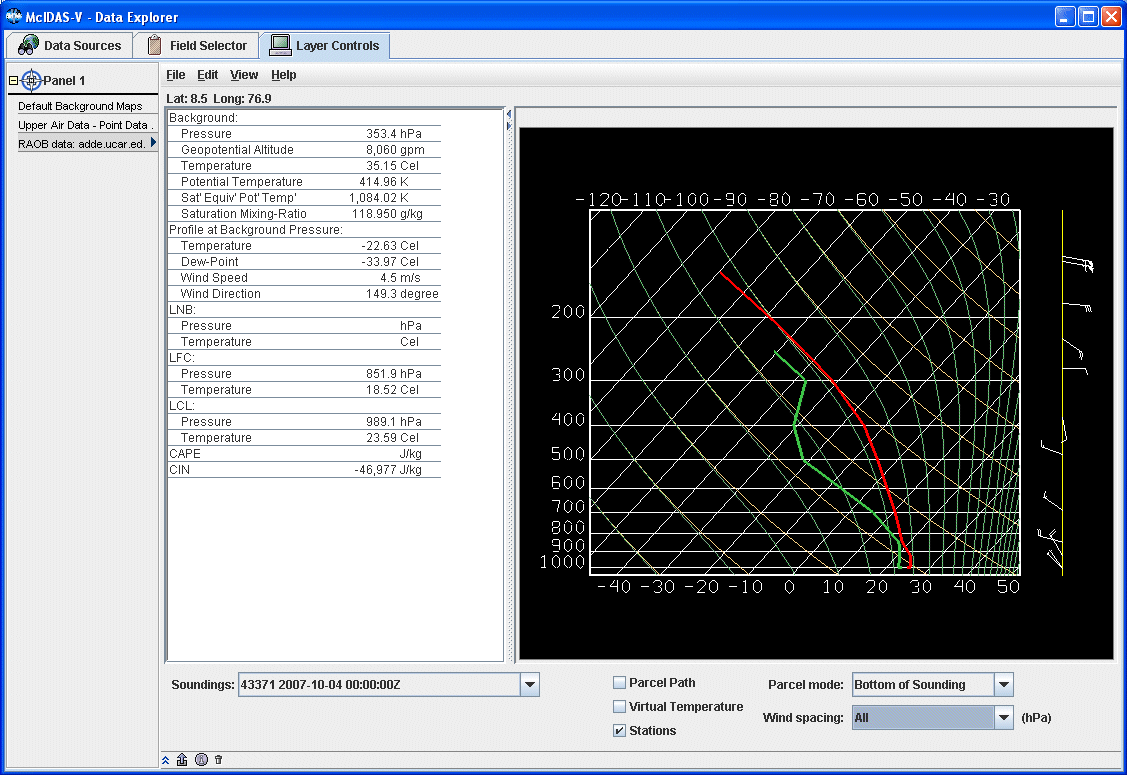 McIDAS-V - Data Explorer
Data Sources Field Selector Layer Controls
Panel 1
Default Background Maps
Upper Air Data - Point Data .
RAOB data: adde.ucar.ed.
File Edit View Help
Lat: 8.5 Long: 76.9
Background:
Pressure 353.4 hPa
Geopotential Altitude 8,060 gpm
Temperature 35.15 Cel
Potential Temperature 414.96 K
Sat' Equiv' Pot' Temp' 1,084.02 K
Saturation Mixing-Ratio 118.950 g/kg
Profile at Background Pressure:
Temperature -22.63 Cel
Dew-Point -33.97 Cel
Wind Speed 4.5 m/s
Wind Direction 149.3 degree
LNB:
Pressure hPa
Temperature Cel
LFC:
Pressure 851.9 hPa
Temperature 18.52 Cel
LCL:
Pressure 989.1 hPa
Temperature 23.59 Cel
CAPE J/kg
CIN -46,977 J/kg
-120 -110 -100 -90 -80 -70 -60 -50 -40 -30
200
300
400
500
600
700
800
900
1000
-40 -30 -20 -10 0 10 20 30 40 50
Soundings: 43371 2007-10-04 00:00:00Z
Parcel Path
Virtual Temperature
Stations
Parcel mode: Bottom of Sounding
Wind spacing: All (hPa)